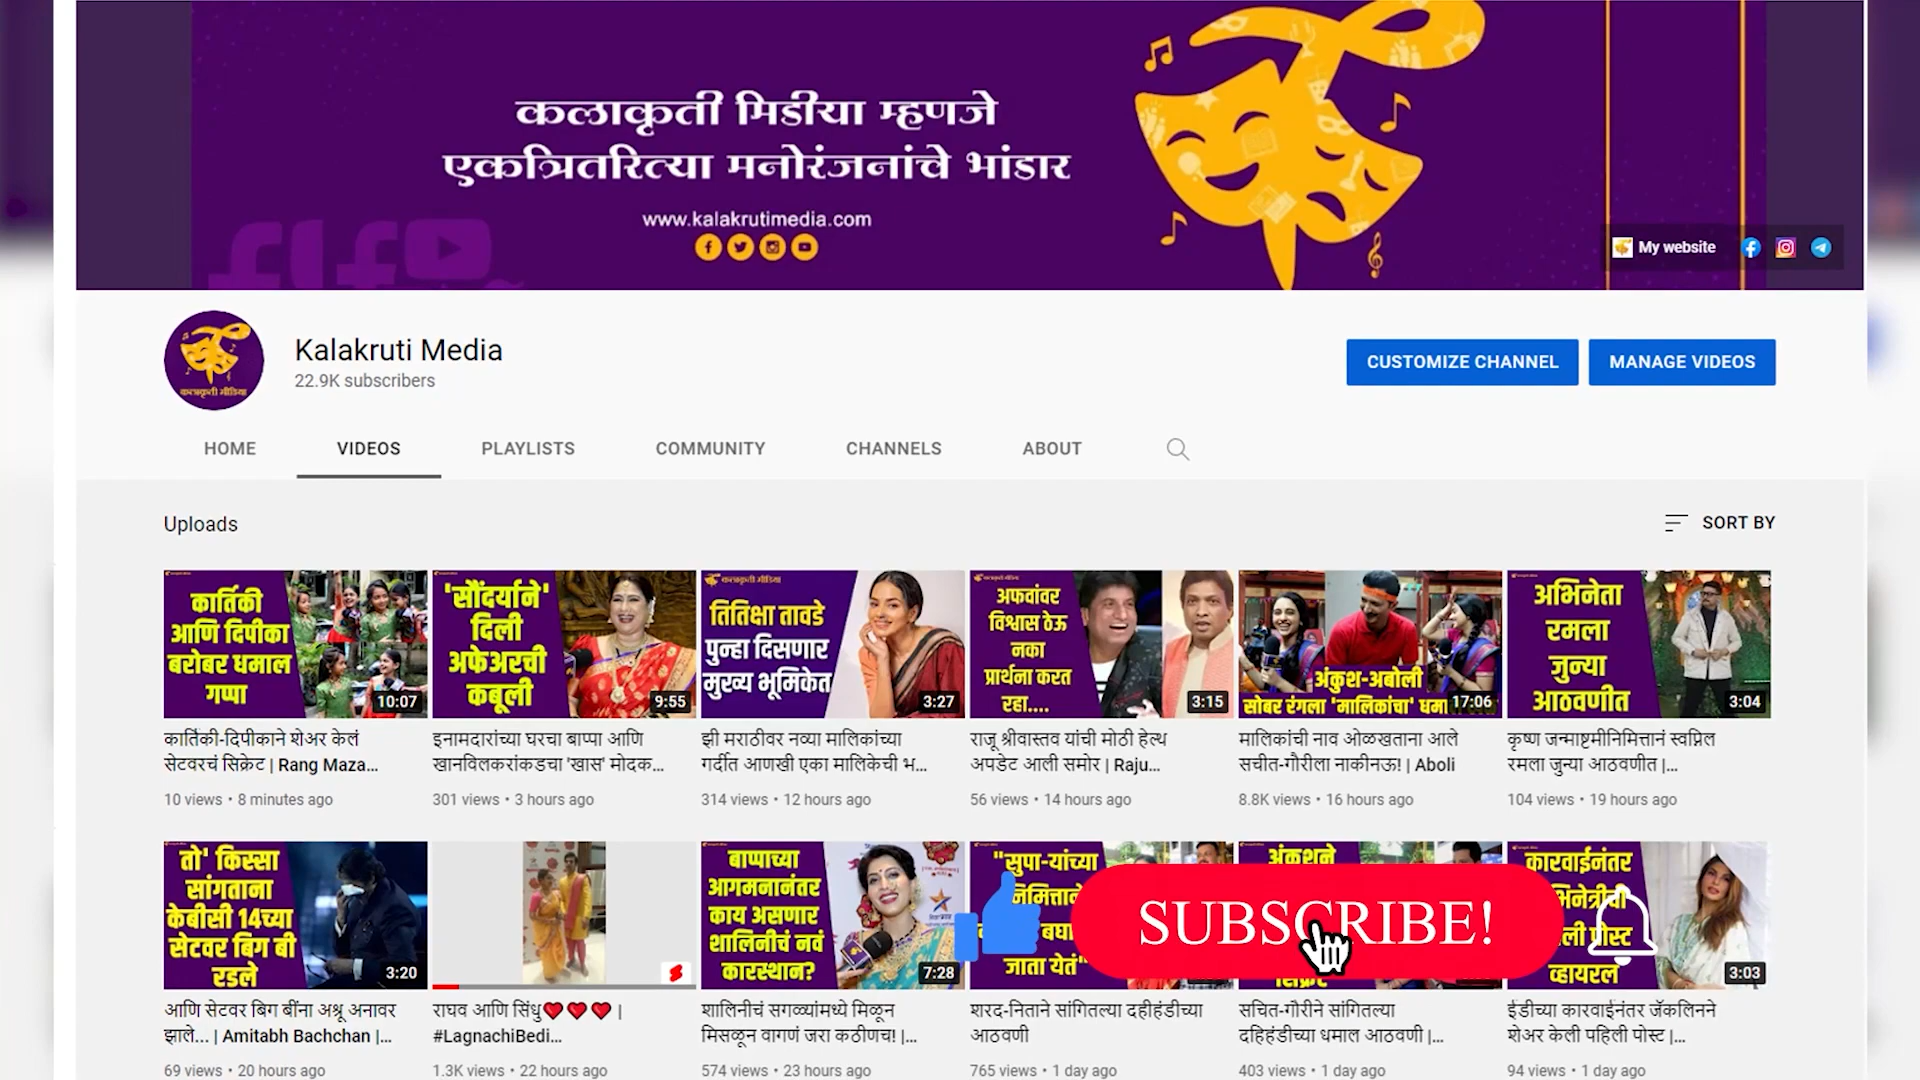 कलाकृती मिडीया म्हणजे
एकत्रितरित्या मनोरंजनांचे भांडार
www.kalakrutimedia.com
My website
कलाकृती मीडिया
Kalakruti Media
22.9K subscribers
CUSTOMIZE CHANNEL
MANAGE VIDEOS
HOME
VIDEOS
PLAYLISTS
COMMUNITY
CHANNELS
ABOUT
Uploads
SORT BY
कार्तिकी
आणि दिपीका
बरोबर धमाल
गप्पा
10:07
कार्तिकी-दिपीकाने शेअर केलं
सेटवरचं सिक्रेट | Rang Maza...
10 views • 8 minutes ago
'सौंदर्याने'
दिली
अफेअरची
कबूली
9:55
इनामदारांच्या घरचा बाप्पा आणि
खानविलकरांकडचा 'खास' मोदक...
301 views • 3 hours ago
कलाकृती मीडिया
तितिक्षा तावडे
पुन्हा दिसणार
मुख्य भूमिकेत
3:27
झी मराठीवर नव्या मालिकांच्या
गर्दीत आणखी एका मालिकेची भ...
314 views • 12 hours ago
कलाकृती मीडिया
अफवांवर
विश्वास ठेऊ
नका
प्रार्थना करत
रहा....
3:15
राजू श्रीवास्तव यांची मोठी हेल्थ
अपडेट आली समोर | Raju...
56 views • 14 hours ago
अंकुश-अबोली
सोबर रंगला 'मालिकांचा'
17:06
मालिकांची नाव ओळखताना आले
सचीत-गौरीला नाकीनऊ! | Aboli
8.8K views • 16 hours ago
अभिनेता
रमला
जुन्या
आठवणीत
3:04
कृष्ण जन्माष्टमीनिमित्तानं स्वप्निल
रमला जुन्या आठवणीत |...
104 views • 19 hours ago
तो' किस्सा
सांगताना
केबीसी 14च्या
सेटवर बिग बी
रडले
3:20
आणि सेटवर बिग बींना अश्रू अनावर
झाले... | Amitabh Bachchan |...
69 views • 20 hours ago
राघव आणि सिंधु❤❤❤ |
#LagnachiBedi...
1.3K views • 22 hours ago
बाप्पाच्या
आगमनानंतर
काय असणार
शालिनीचं नवं
कारस्थान?
7:28
शालिनीचं सगळ्यांमध्ये मिळून
मिसळून वागणं जरा कठीणच! |...
574 views • 23 hours ago
"सुपा-यांच्या
जाता येतं"
शरद-निताने सांगितल्या दहीहंडीच्या
आठवणी
765 views • 1 day ago
अंकुशने
सचित-गौरीने सांगितल्या
दहिहंडीच्या धमाल आठवणी |...
403 views • 1 day ago
कारवाईनंतर
व्हायरल
3:03
ईडीच्या कारवाईनंतर जॅकलिनने
शेअर केली पहिली पोस्ट |...
94 views • 1 day ago
SUBSCRIBE!